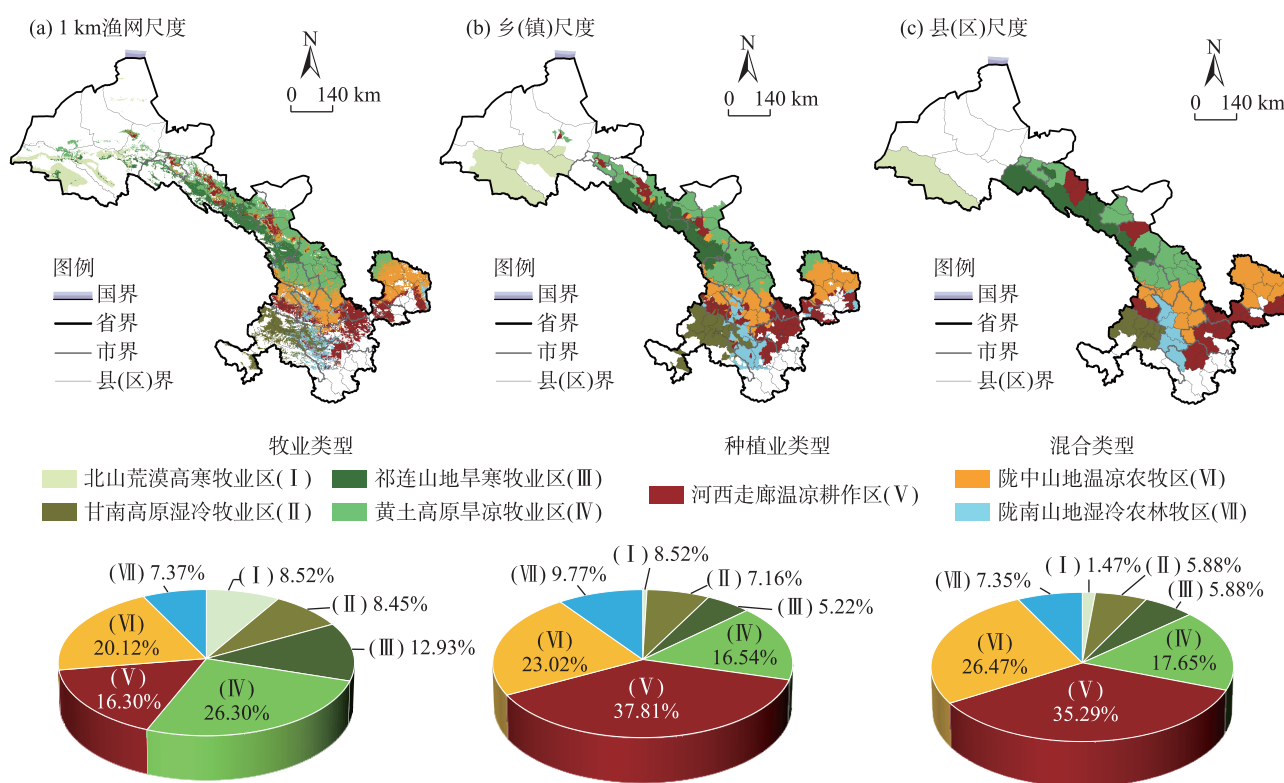 (a) 1 km渔网尺度
N
0 140 km
图例
国界
省界
市界
县(区)界
(b) 乡(镇)尺度
N
0 140 km
图例
国界
省界
市界
县(区)界
(c) 县(区)尺度
N
0 140 km
图例
国界
省界
市界
县(区)界
牧业类型
北山荒漠高寒牧业区(Ⅰ)
祁连山地旱寒牧业区(Ⅲ)
甘南高原湿冷牧业区(Ⅱ)
黄土高原旱凉牧业区(Ⅳ)
种植业类型
河西走廊温凉耕作区(Ⅴ)
混合类型
陇中山地温凉农牧区(Ⅵ)
陇南山地湿冷农林牧区(Ⅶ)
(Ⅶ) 7.37%
(Ⅰ) 8.52%
(Ⅱ) 8.45%
(Ⅲ) 12.93%
(Ⅳ)
26.30%
(Ⅴ)
16.30%
(Ⅵ)
20.12%
(Ⅶ) 9.77%
(Ⅰ) 8.52%
(Ⅱ) 7.16%
(Ⅲ) 5.22%
(Ⅳ)
16.54%
(Ⅴ)
37.81%
(Ⅵ)
23.02%
(Ⅶ) 7.35%
(Ⅰ) 1.47%
(Ⅱ) 5.88%
(Ⅲ) 5.88%
(Ⅳ)
17.65%
(Ⅴ)
35.29%
(Ⅵ)
26.47%